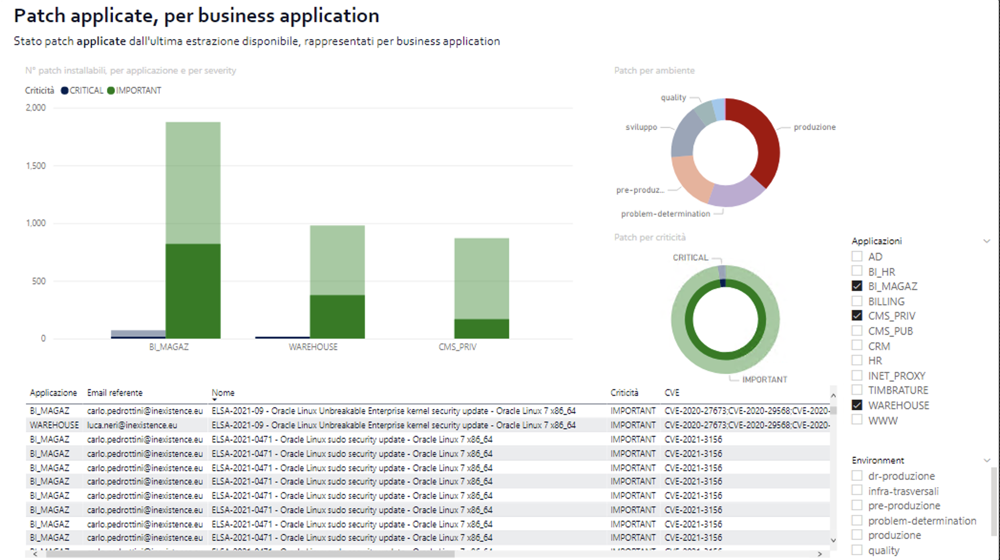 Patch applicate, per business application
Stato patch applicate dall'ultima estrazione disponibile, rappresentati per business application
N° patch installabili, per applicazione e per severity
Criticità CRITICAL IMPORTANT
2,000
1,500
1,000
500
0
BI_MAGAZ WAREHOUSE CMS_PRIV
Patch per ambiente
quality
sviluppo
produzione
pre-produz...
problem-determination
Patch per criticità
CRITICAL
IMPORTANT
Applicazioni
AD
BI_HR
BI_MAGAZ
BILLING
CMS_PRIV
CMS_PUB
CRM
HR
INET_PROXY
TIMBRATURE
WAREHOUSE
WWW
Environment
dr-produzione
infra-trasversali
pre-produzione
problem-determination
produzione
quality
Applicazione Email referente Nome Criticità CVE
BI_MAGAZ carlo.pedrottini@inexistence.eu ELSA-2021-09 - Oracle Linux Unbreakable Enterprise kernel security update - Oracle Linux 7 x86_64 IMPORTANT CVE-2020-27673;CVE-2020-29568;CVE-2020-
WAREHOUSE luca.neri@inexistence.eu ELSA-2021-09 - Oracle Linux Unbreakable Enterprise kernel security update - Oracle Linux 7 x86_64 IMPORTANT CVE-2020-27673;CVE-2020-29568;CVE-2020-
BI_MAGAZ carlo.pedrottini@inexistence.eu ELSA-2021-0471 - Oracle Linux sudo security update - Oracle Linux 7 x86_64 IMPORTANT CVE-2021-3156
BI_MAGAZ carlo.pedrottini@inexistence.eu ELSA-2021-0471 - Oracle Linux sudo security update - Oracle Linux 7 x86_64 IMPORTANT CVE-2021-3156
BI_MAGAZ carlo.pedrottini@inexistence.eu ELSA-2021-0471 - Oracle Linux sudo security update - Oracle Linux 7 x86_64 IMPORTANT CVE-2021-3156
BI_MAGAZ carlo.pedrottini@inexistence.eu ELSA-2021-0471 - Oracle Linux sudo security update - Oracle Linux 7 x86_64 IMPORTANT CVE-2021-3156
BI_MAGAZ carlo.pedrottini@inexistence.eu ELSA-2021-0471 - Oracle Linux sudo security update - Oracle Linux 7 x86_64 IMPORTANT CVE-2021-3156
BI_MAGAZ carlo.pedrottini@inexistence.eu ELSA-2021-0471 - Oracle Linux sudo security update - Oracle Linux 7 x86_64 IMPORTANT CVE-2021-3156
BI_MAGAZ carlo.pedrottini@inexistence.eu ELSA-2021-0471 - Oracle Linux sudo security update - Oracle Linux 7 x86_64 IMPORTANT CVE-2021-3156
BI_MAGAZ carlo.pedrottini@inexistence.eu ELSA-2021-0471 - Oracle Linux sudo security update - Oracle Linux 7 x86_64 IMPORTANT CVE-2021-3156